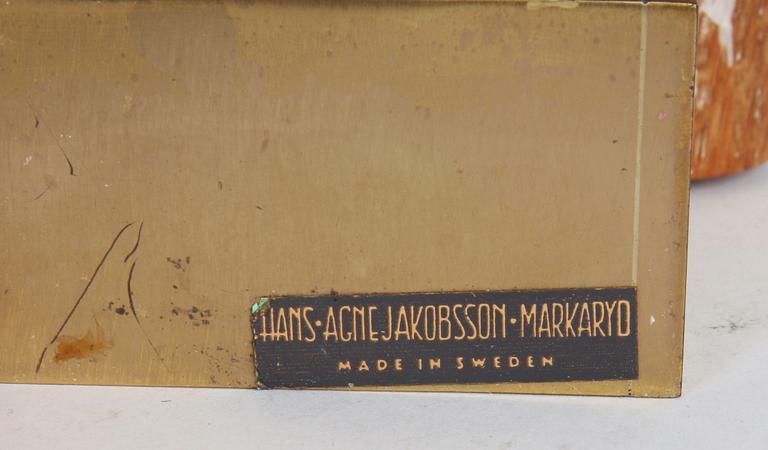 HANS·AGNE JAKOBSSON·MARKARYD
MADE IN SWEDEN